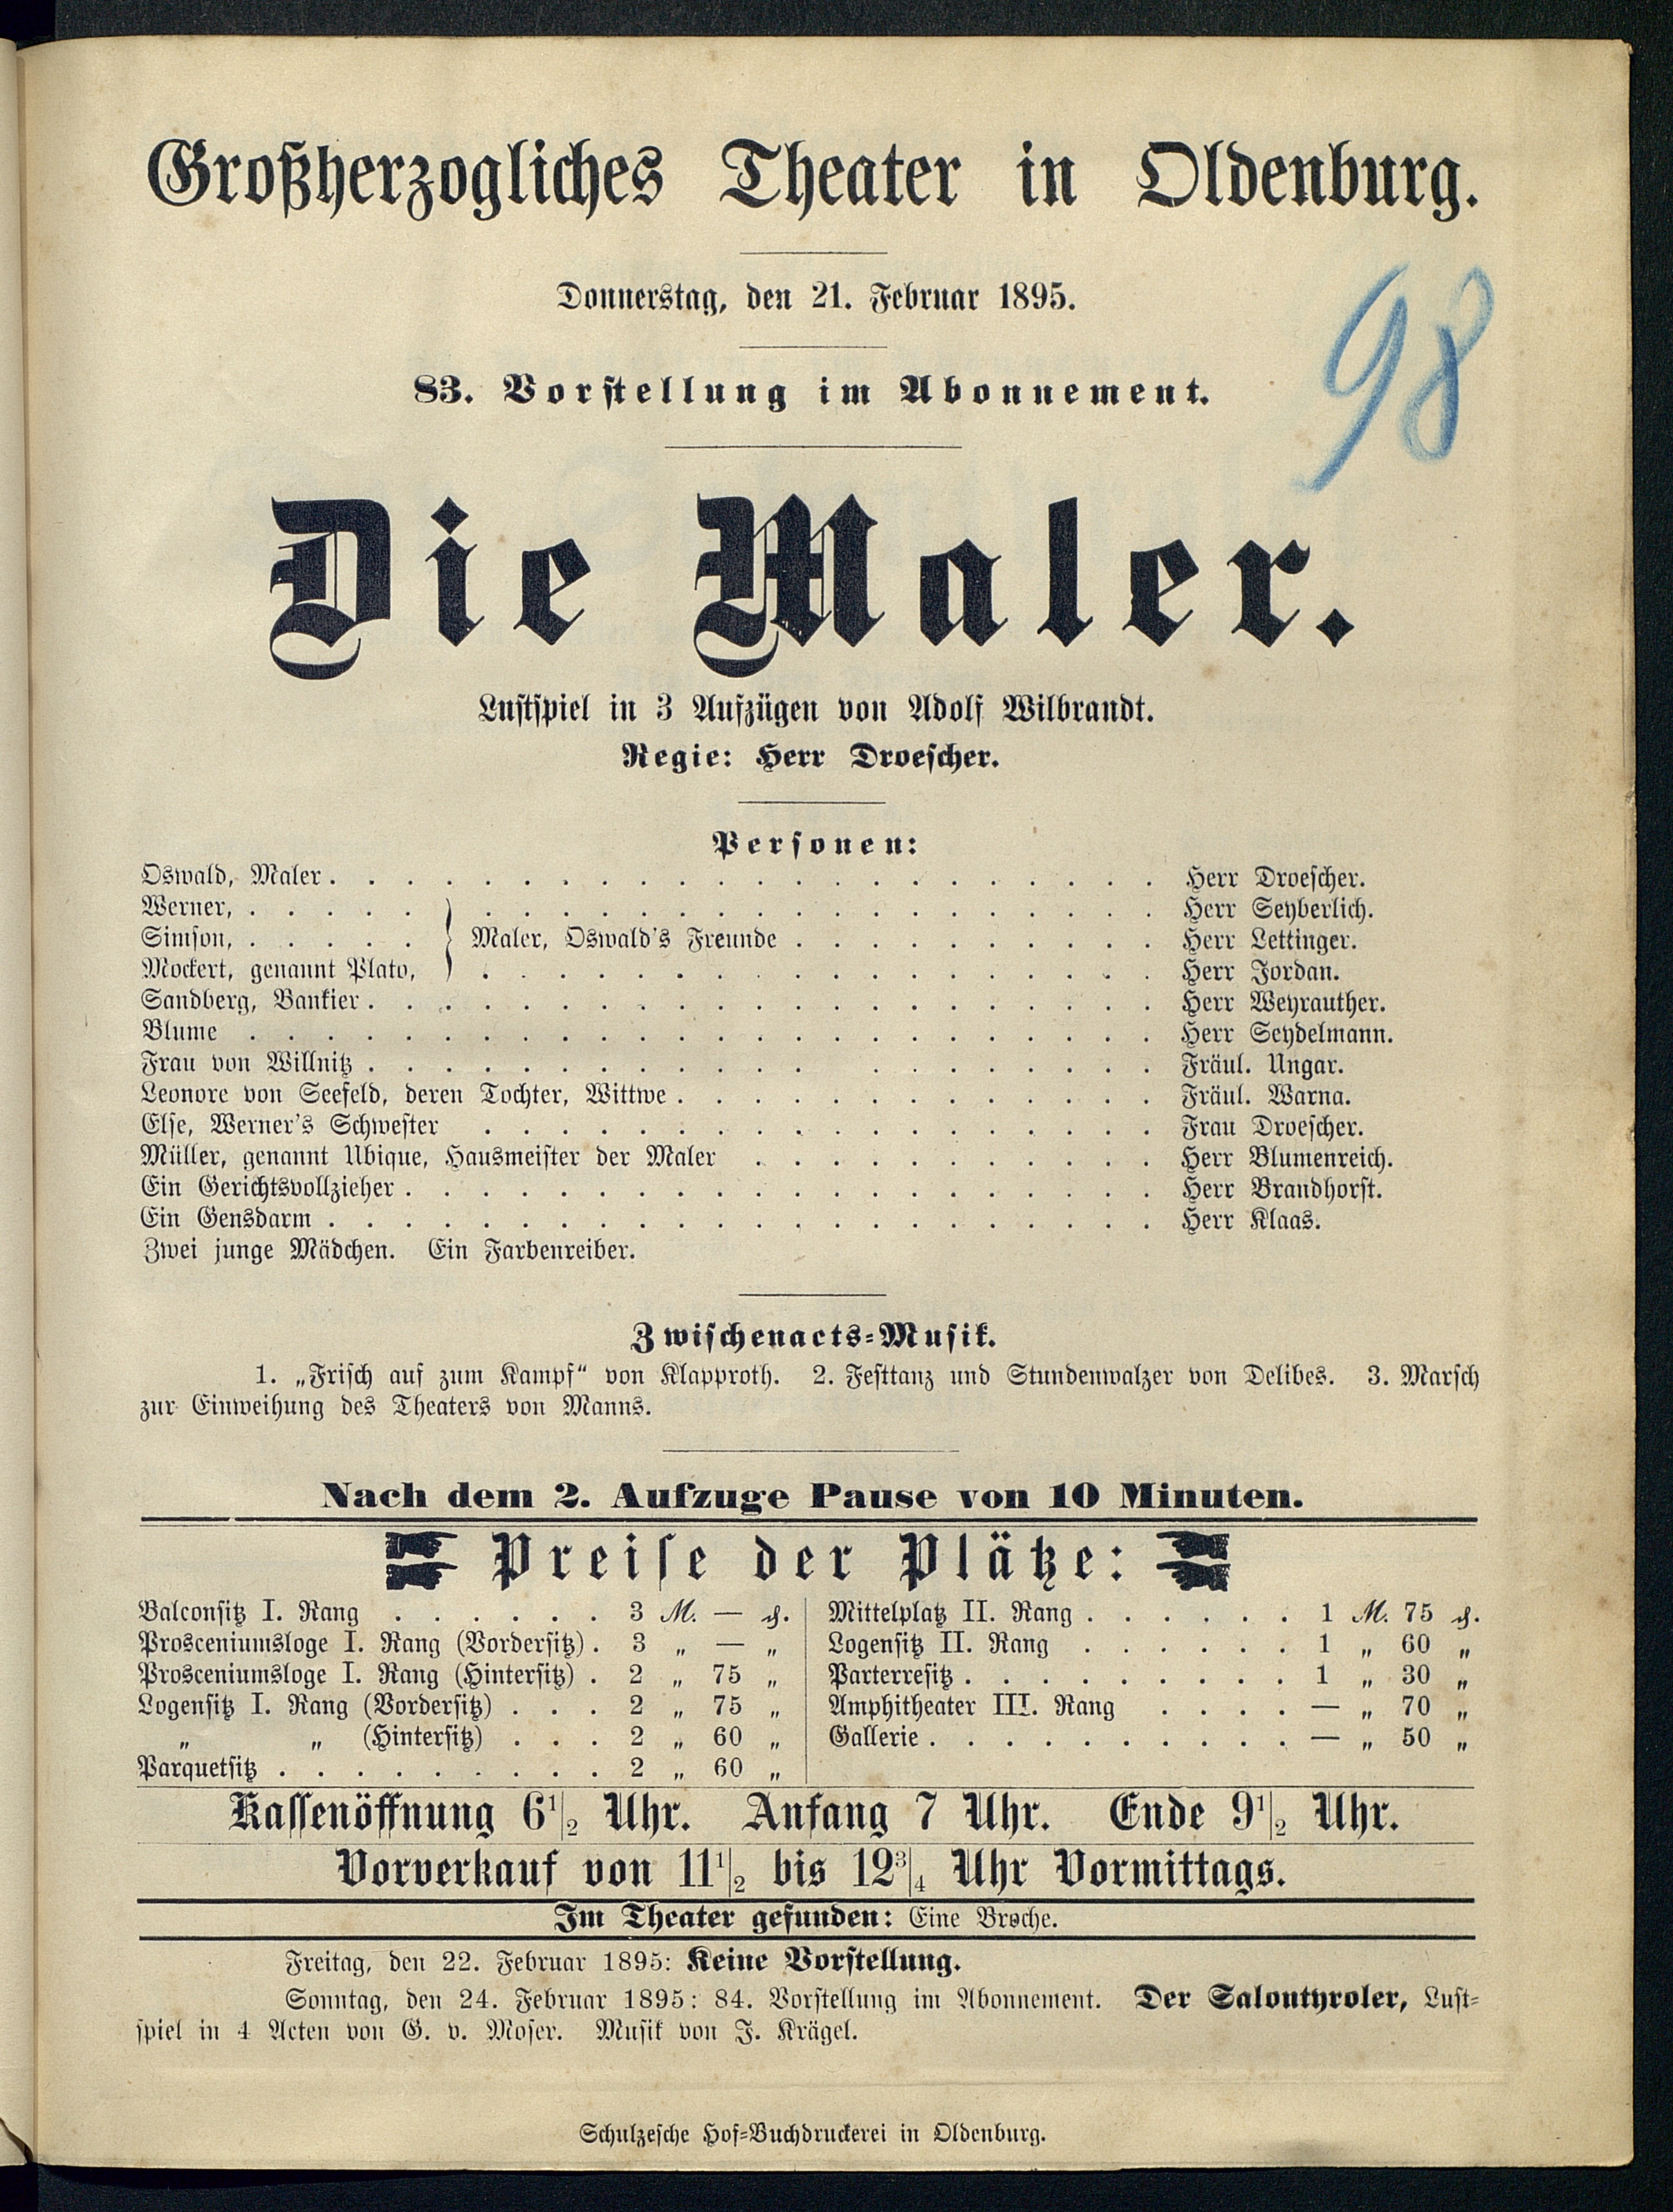 Großherzogliches Theater in Oldenburg.
Donnerstag, den 21. Februar 1895.
98
83. Vorstellung im Abonnement.
Die Maler.
Lustspiel in 3 Aufzügen von Adolf Wilbrandt.
Regie: Herr Droescher.
Personen:
Oswald, Maler . . . . . Herr Droescher.
Werner, . . . . . Herr Seyberlich.
Simson, . . . . . } Maler, Oswald's Freunde . . . . . Herr Lettinger.
Mockert, genannt Plato, . . . . . Herr Jordan.
Sandberg, Bankier . . . . . Herr Weyrauther.
Blume . . . . . Herr Seydelmann.
Frau von Willnitz . . . . . Fräul. Ungar.
Leonore von Seefeld, deren Tochter, Wittwe . . . . . Fräul. Warna.
Else, Werner's Schwester . . . . . Frau Droescher.
Müller, genannt Ubique, Hausmeister der Maler . . . . . Herr Blumenreich.
Ein Gerichtsvollzieher . . . . . Herr Brandhorst.
Ein Gensdarm . . . . . Herr Klaas.
Zwei junge Mädchen. Ein Farbenreiber.
Zwischenacts-Musik.
1. „Frisch auf zum Kampf“ von Klapproth. 2. Festtanz und Stundenwalzer von Delibes. 3. Marsch
zur Einweihung des Theaters von Manns.
Nach dem 2. Aufzuge Pause von 10 Minuten.
Preise der Plätze:
Balconsitz I. Rang . . . . . 3 M. — ₰.
Prosceniumsloge I. Rang (Vordersitz) . 3 „ — „
Prosceniumsloge I. Rang (Hintersitz) . 2 „ 75 „
Logensitz I. Rang (Vordersitz) . . . 2 „ 75 „
„ „ (Hintersitz) . . . 2 „ 60 „
Parquetsitz . . . . . 2 „ 60 „
Mittelplatz II. Rang . . . . . 1 M. 75 ₰.
Logensitz II. Rang . . . . . 1 „ 60 „
Parterresitz . . . . . 1 „ 30 „
Amphitheater III. Rang . . . . — „ 70 „
Gallerie . . . . . — „ 50 „
Kassenöffnung 6½ Uhr. Anfang 7 Uhr. Ende 9½ Uhr.
Vorverkauf von 11½ bis 12¾ Uhr Vormittags.
Im Theater gefunden: Eine Broche.
Freitag, den 22. Februar 1895: Keine Vorstellung.
Sonntag, den 24. Februar 1895: 84. Vorstellung im Abonnement. Der Salontyroler, Lust-
spiel in 4 Acten von G. v. Moser. Musik von J. Krägel.
Schulzesche Hof-Buchdruckerei in Oldenburg.